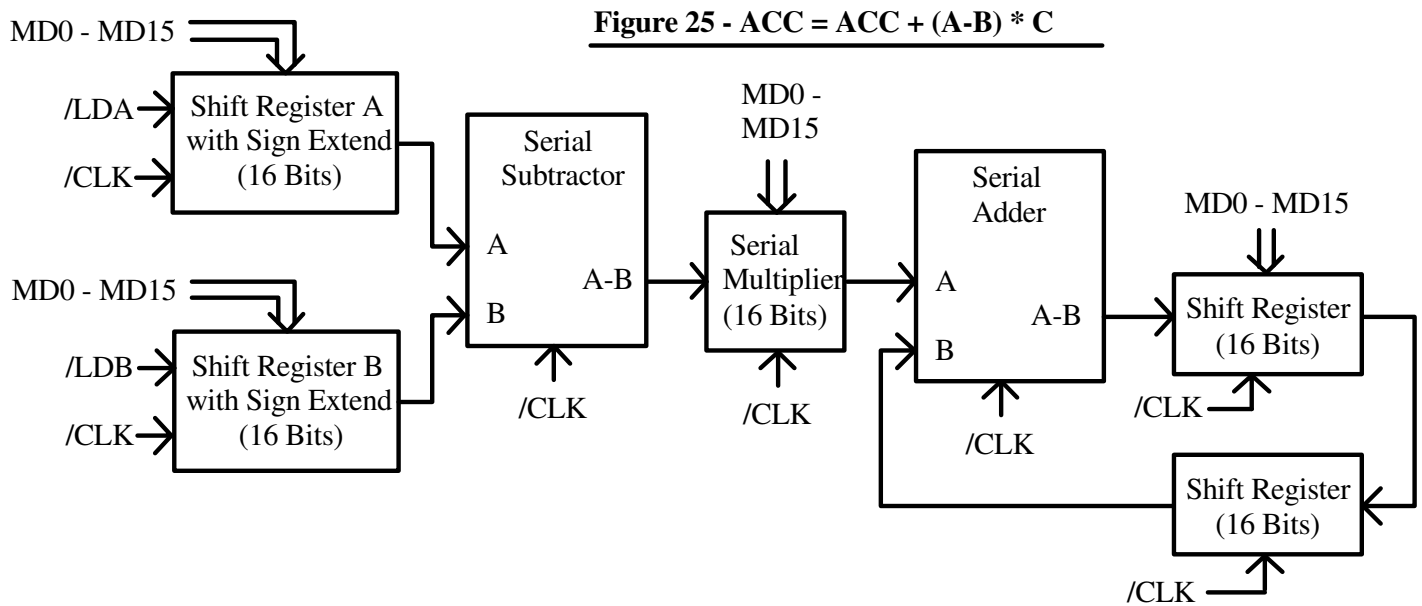 Figure 25 - ACC = ACC + (A-B) * C
MD0 - MD15
/LDA
/CLK
Shift Register A
with Sign Extend
(16 Bits)
MD0 - MD15
/LDB
/CLK
Shift Register B
with Sign Extend
(16 Bits)
Serial
Subtractor
A
B
A-B
/CLK
MD0 -
MD15
Serial
Multiplier
(16 Bits)
/CLK
Serial
Adder
A
B
A-B
/CLK
MD0 - MD15
Shift Register
(16 Bits)
/CLK
Shift Register
(16 Bits)
/CLK